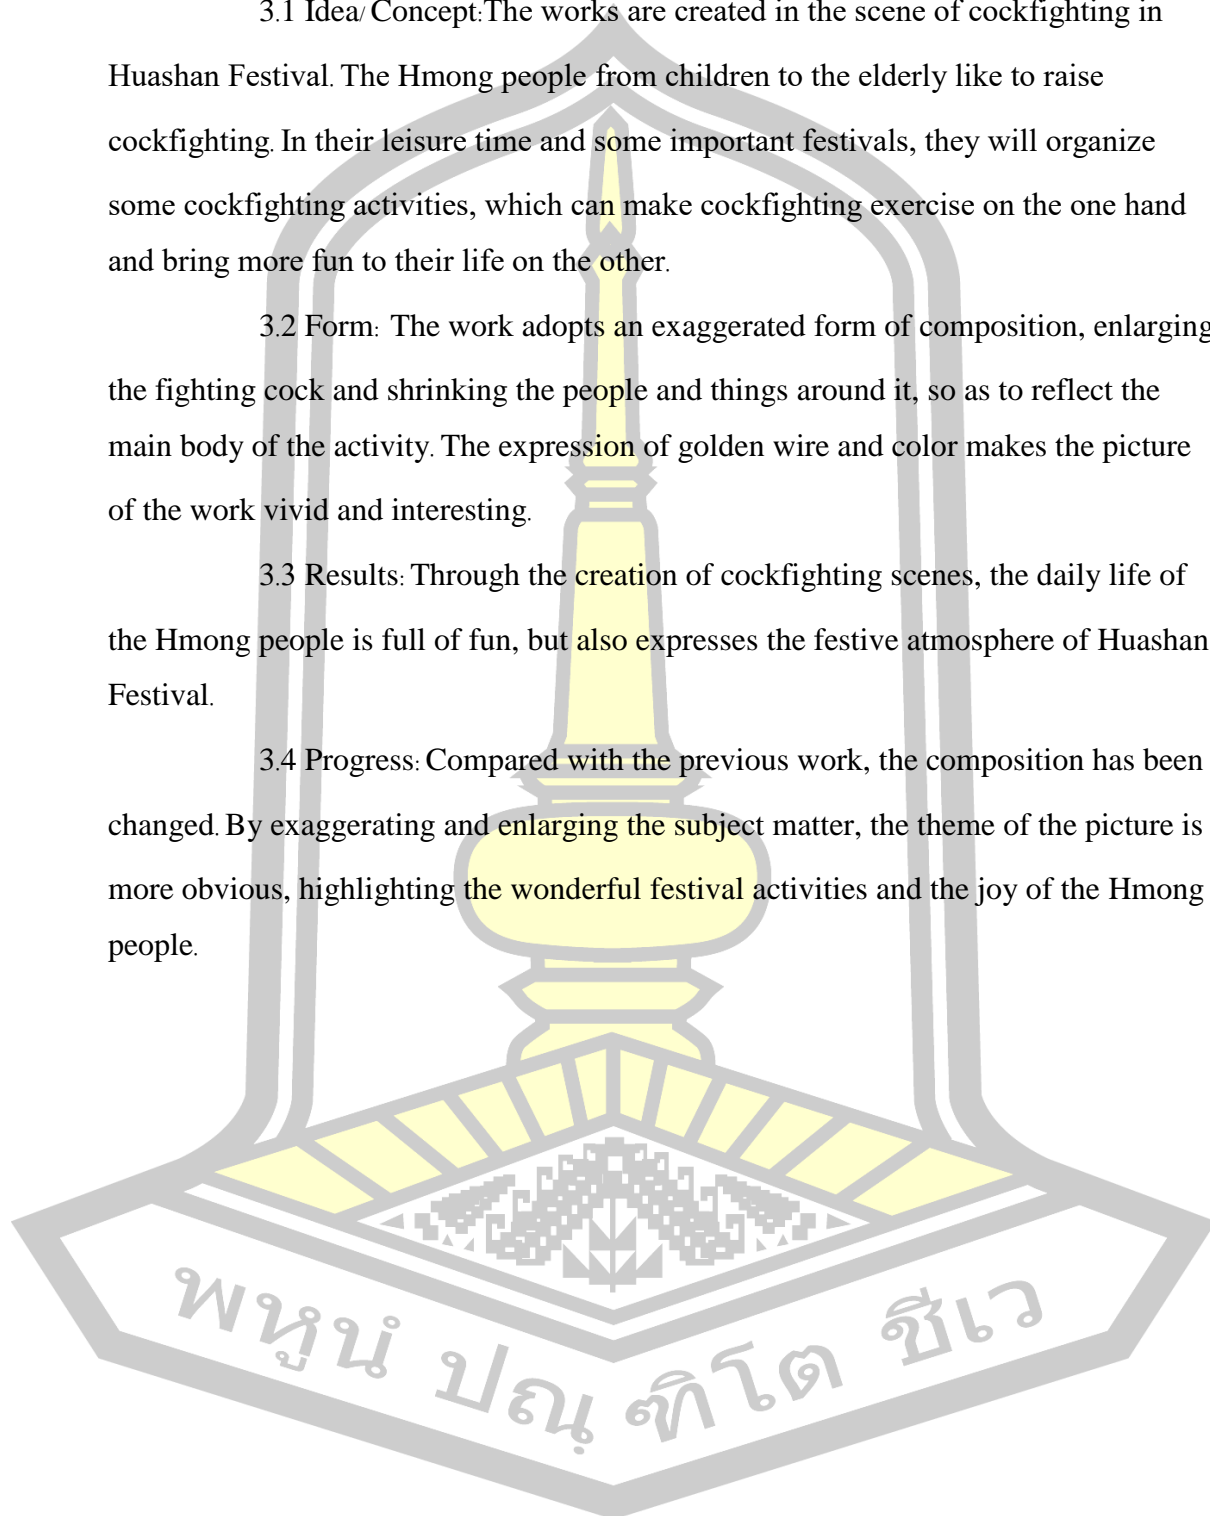 3.1 Idea/ Concept:The works are created in the scene of cockfighting in
Huashan Festival. The Hmong people from children to the elderly like to raise
cockfighting. In their leisure time and some important festivals, they will organize
some cockfighting activities, which can make cockfighting exercise on the one hand
and bring more fun to their life on the other.
3.2 Form: The work adopts an exaggerated form of composition, enlarging
the fighting cock and shrinking the people and things around it, so as to reflect the
main body of the activity. The expression of golden wire and color makes the picture
of the work vivid and interesting.
3.3 Results: Through the creation of cockfighting scenes, the daily life of
the Hmong people is full of fun, but also expresses the festive atmosphere of Huashan
Festival.
3.4 Progress: Compared with the previous work, the composition has been
changed. By exaggerating and enlarging the subject matter, the theme of the picture is
more obvious, highlighting the wonderful festival activities and the joy of the Hmong
people.
พหูนํ ปณฺ ฑิโต ชีเว